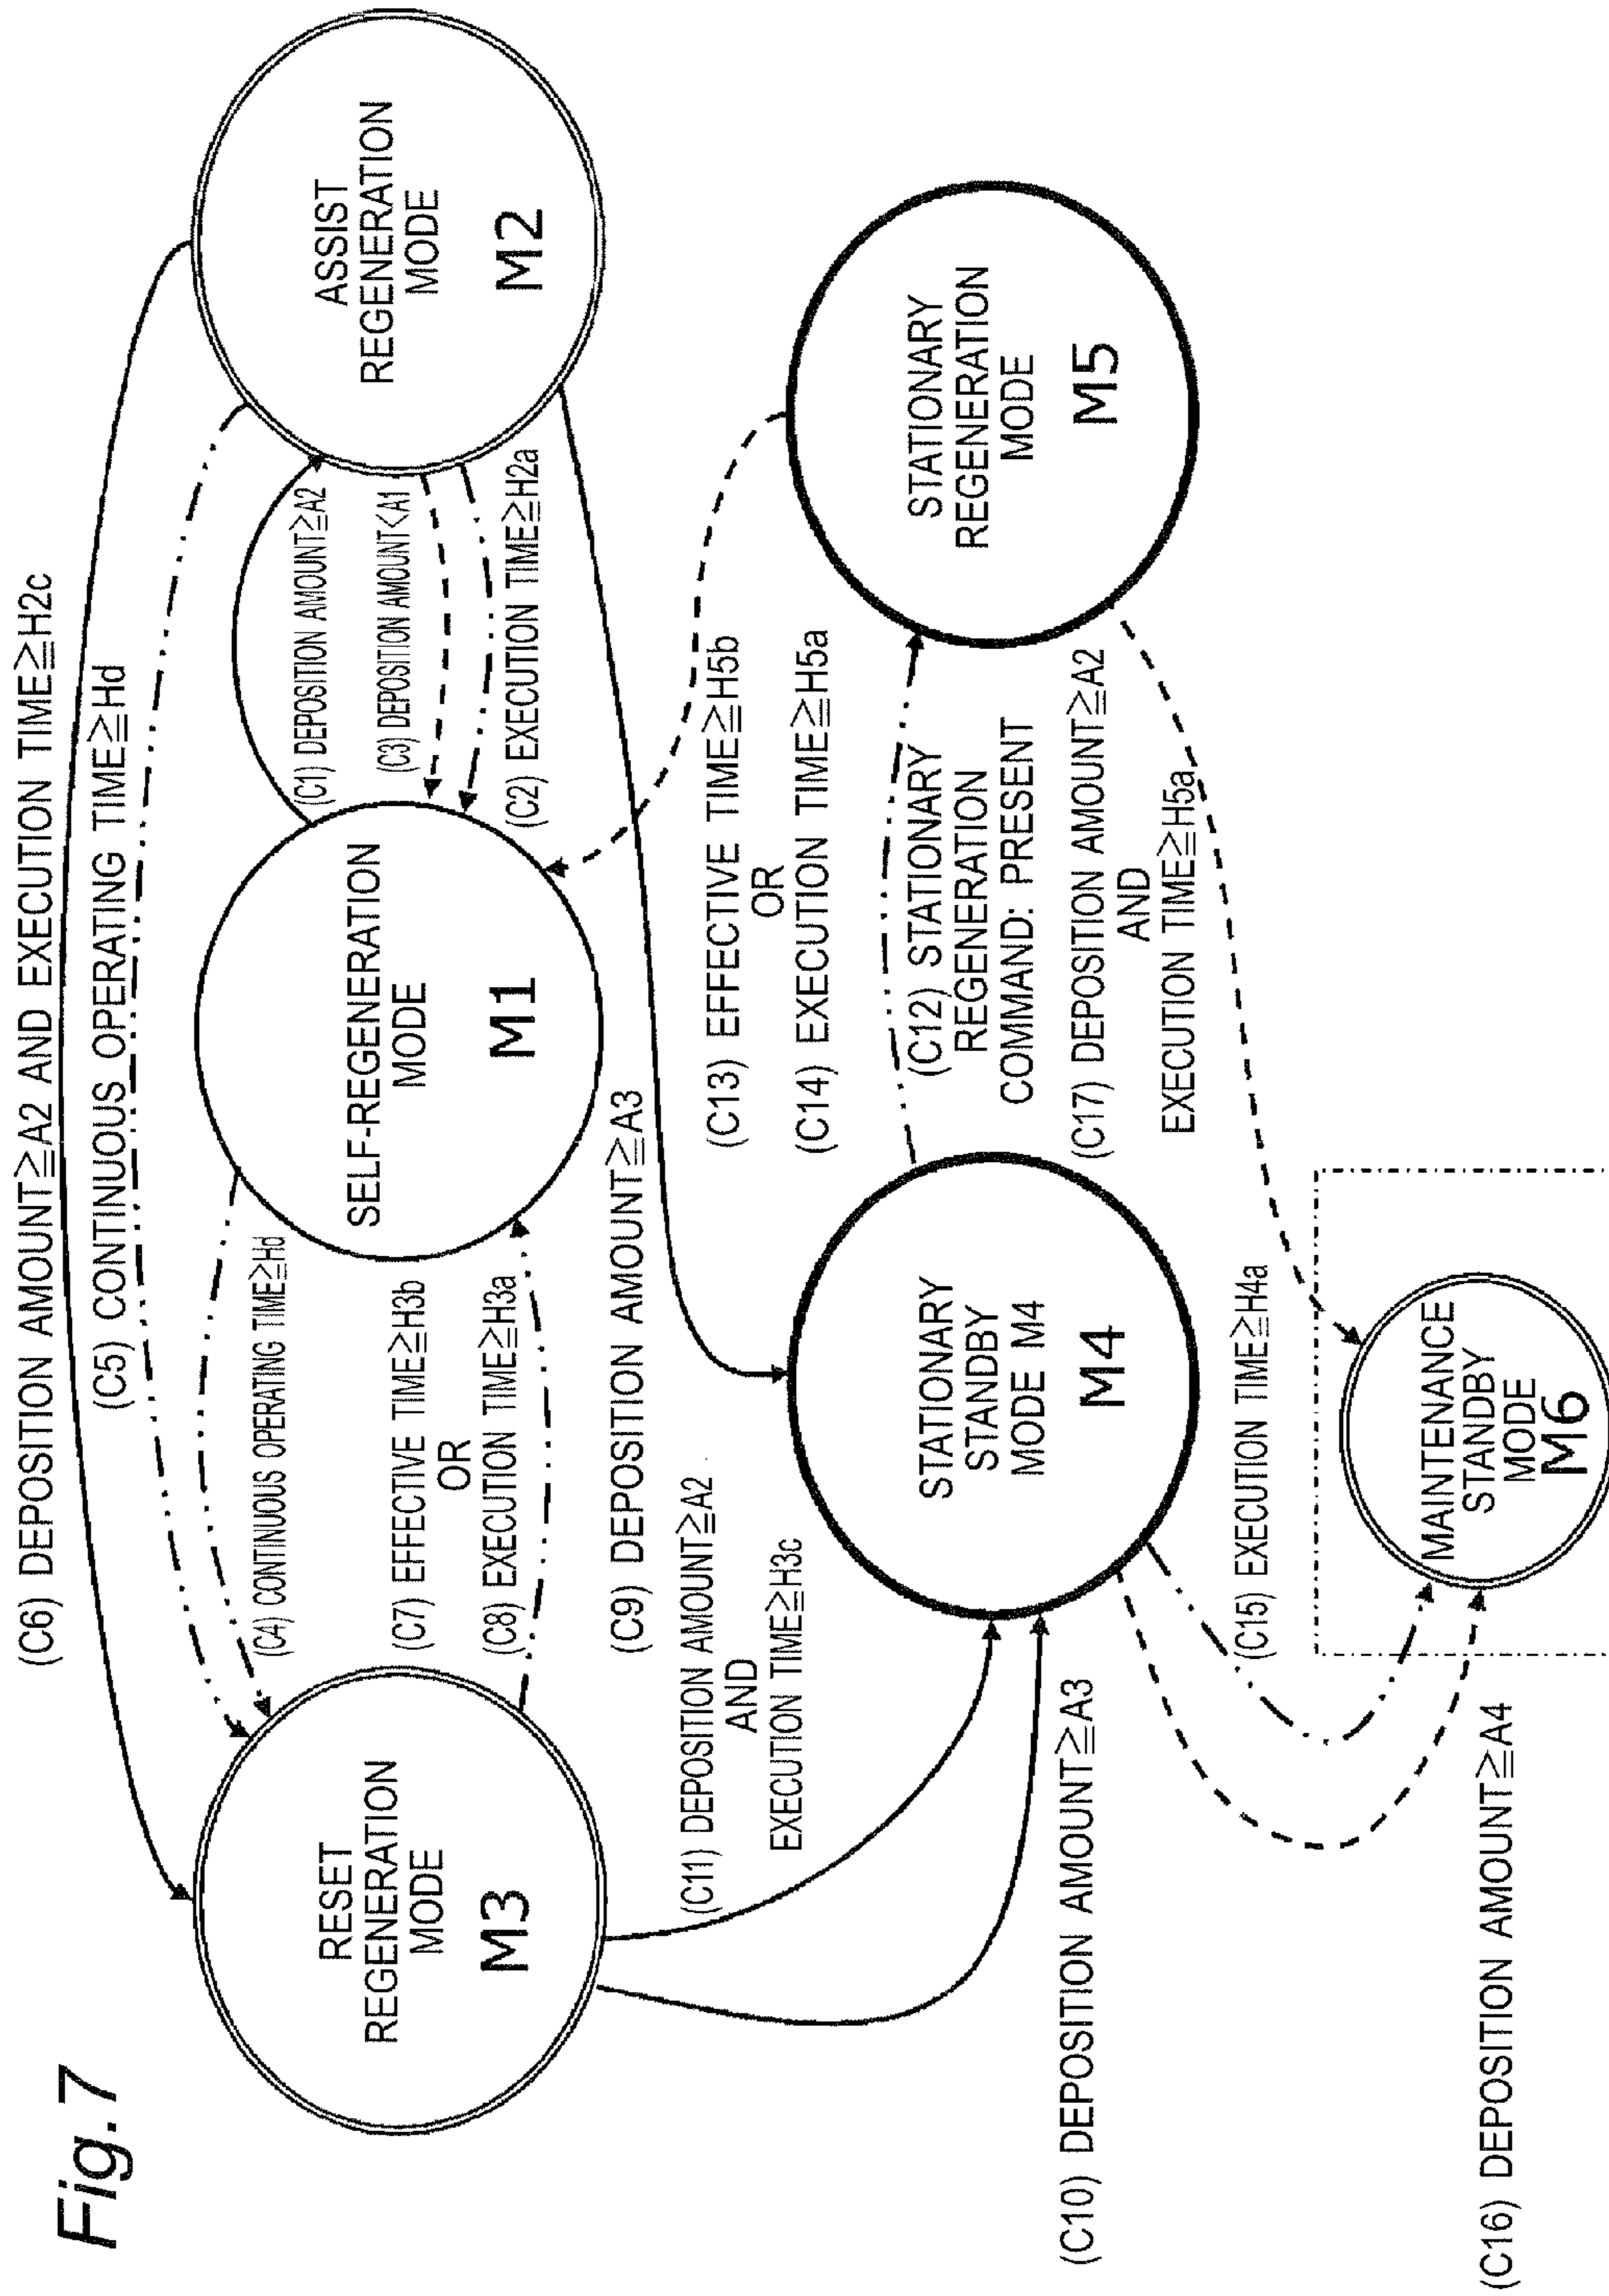 Fig.7
(C6) DEPOSITION AMOUNT≧A2 AND EXECUTION TIME≧H2c
(C5) CONTINUOUS OPERATING TIME≧Hd
RESET
REGENERATION
MODE
M3
(C4) CONTINUOUS OPERATING TIME≧Hd
(C7) EFFECTIVE TIME≧H3b
OR
(C8) EXECUTION TIME≧H3a
SELF-REGENERATION
MODE
M1
(C1) DEPOSITION AMOUNT≧A2
(C3) DEPOSITION AMOUNT<A1
(C2) EXECUTION TIME≧H2a
ASSIST
REGENERATION
MODE
M2
(C9) DEPOSITION AMOUNT≧A3
(C11) DEPOSITION AMOUNT≧A2
AND
EXECUTION TIME≧H3c
(C10) DEPOSITION AMOUNT≧A3
(C13) EFFECTIVE TIME≧H5b
OR
(C14) EXECUTION TIME≧H5a
STATIONARY
STANDBY
MODE M4
M4
(C12) STATIONARY
REGENERATION
COMMAND: PRESENT
STATIONARY
REGENERATION
MODE
M5
(C17) DEPOSITION AMOUNT≧A2
AND
EXECUTION TIME≧H5a
(C15) EXECUTION TIME≧H4a
(C16) DEPOSITION AMOUNT≧A4
MAINTENANCE
STANDBY
MODE
M6